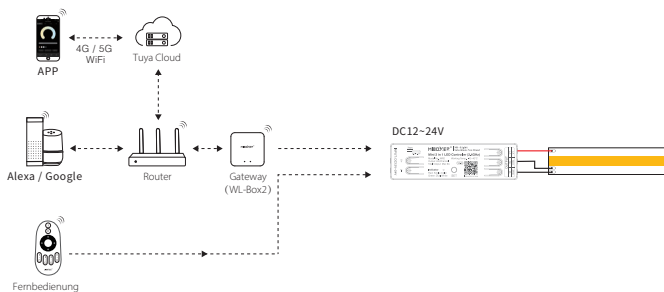 4G / 5G
WiFi
APP
Tuya Cloud
DC12~24V
Alexa / Google
Router
Gateway
(WL-Box2)
Fernbedienung